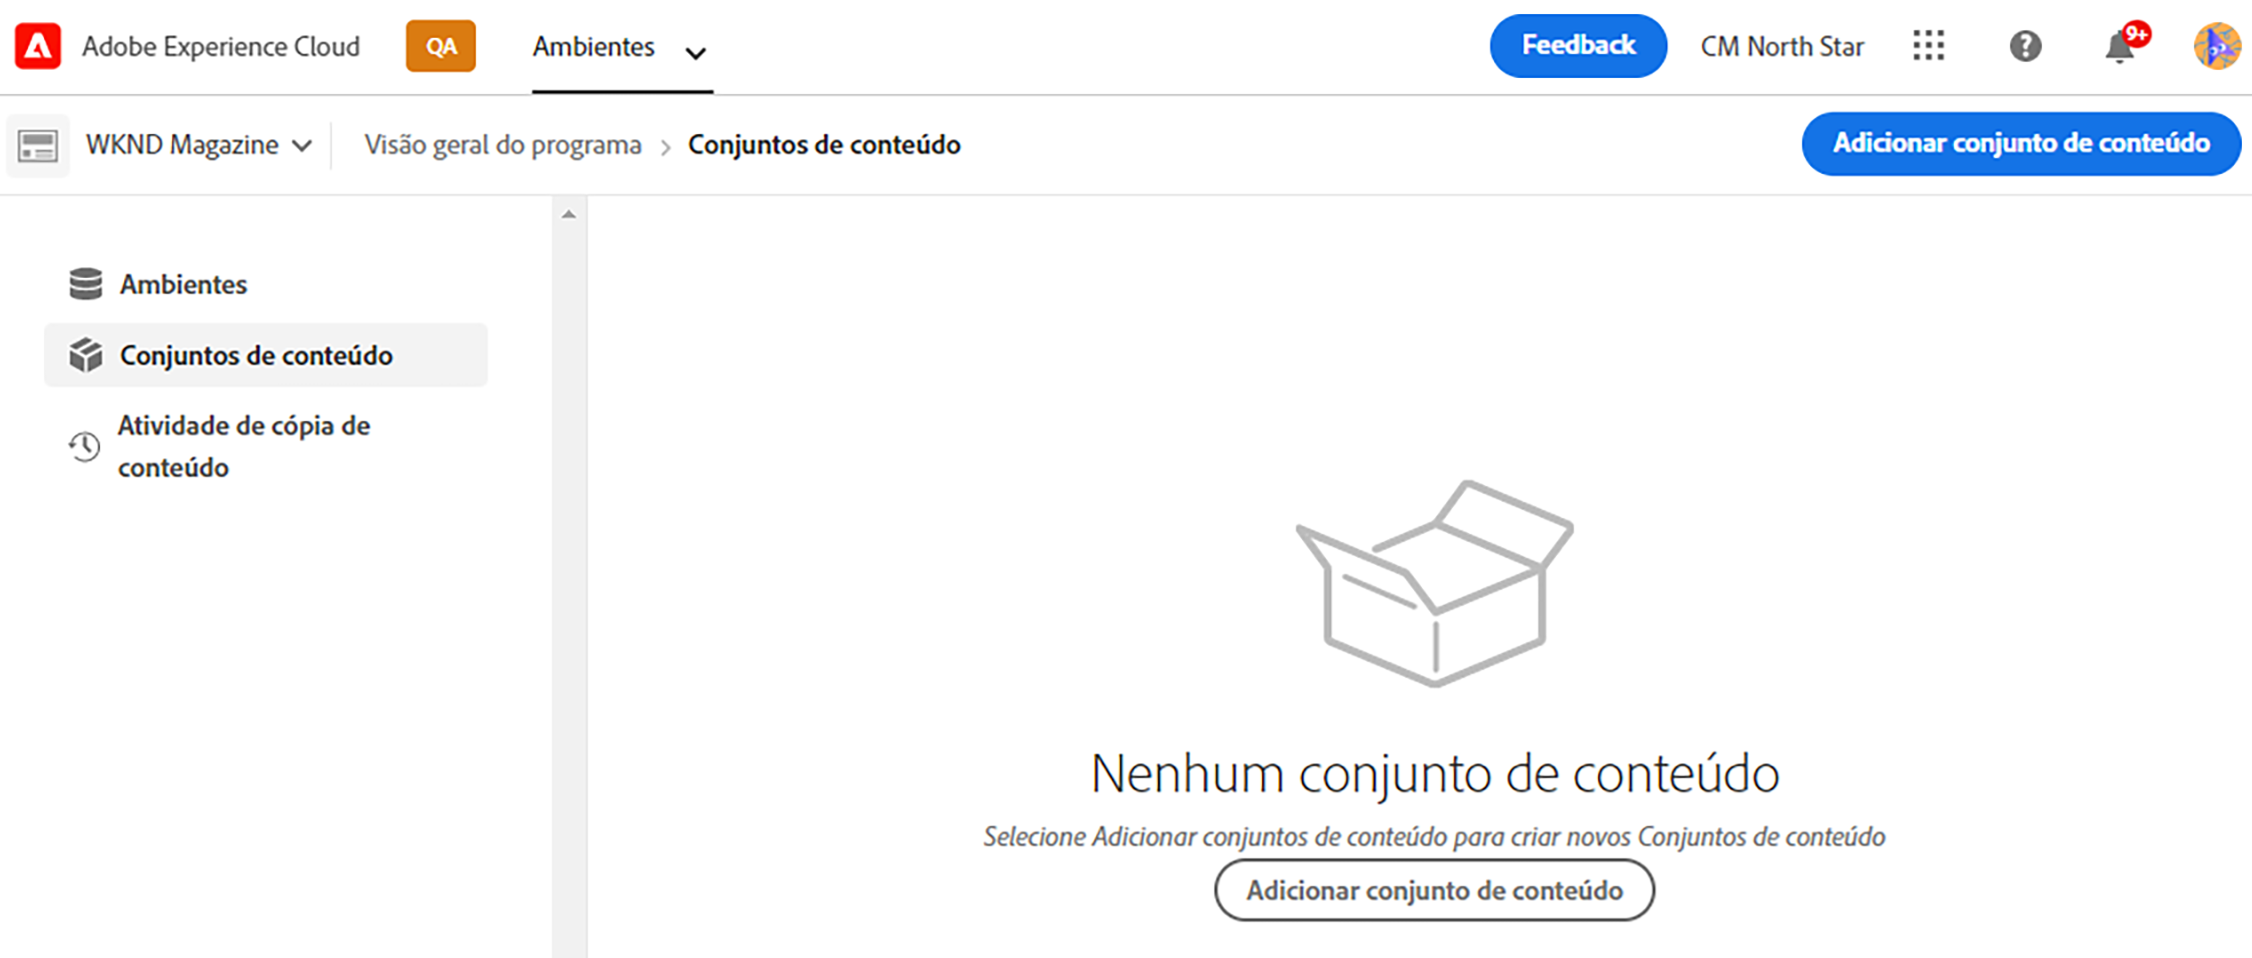 Adobe Experience Cloud QA Ambientes Feedback CM North Star 9+
WKND Magazine Visão geral do programa > Conjuntos de conteúdo Adicionar conjunto de conteúdo
Ambientes
Conjuntos de conteúdo
Atividade de cópia de
conteúdo
Nenhum conjunto de conteúdo
Selecione Adicionar conjuntos de conteúdo para criar novos Conjuntos de conteúdo
Adicionar conjunto de conteúdo